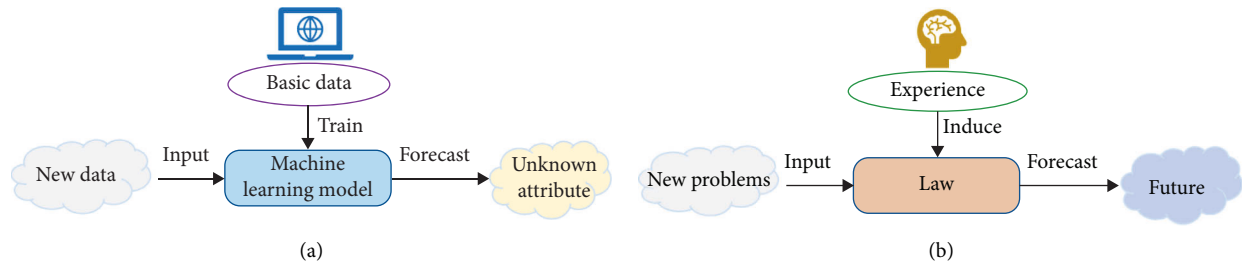 Basic data
Train
New data
Input
Machine
learning model
Forecast
Unknown
attribute
(a)
Experience
Induce
New problems
Input
Law
Forecast
Future
(b)